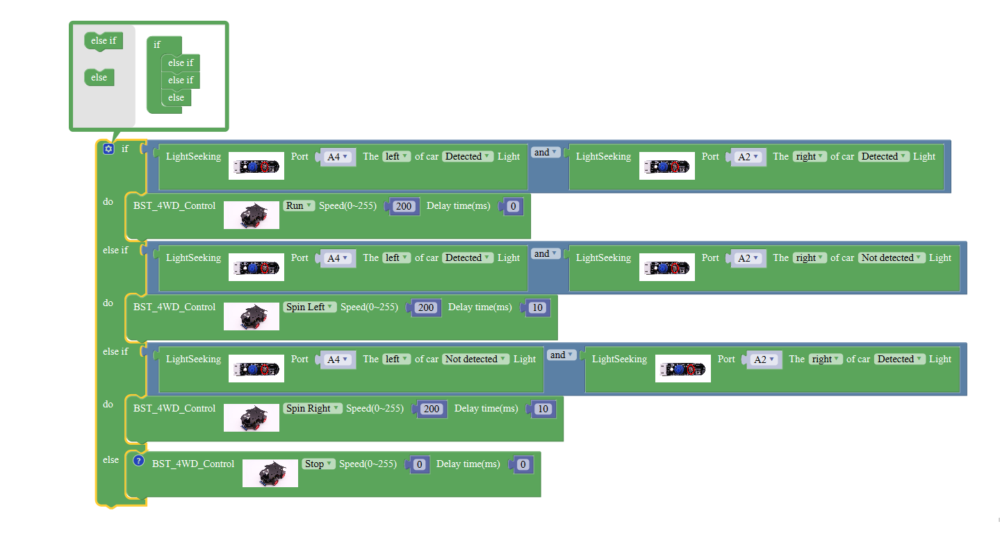 else if
else
if
else if
else if
else
if LightSeeking Port A4 The left of car Detected Light and LightSeeking Port A2 The right of car Detected Light
do BST_4WD_Control Run Speed(0~255) 200 Delay time(ms) 0
else if LightSeeking Port A4 The left of car Detected Light and LightSeeking Port A2 The right of car Not detected Light
do BST_4WD_Control Spin Left Speed(0~255) 200 Delay time(ms) 10
else if LightSeeking Port A4 The left of car Not detected Light and LightSeeking Port A2 The right of car Detected Light
do BST_4WD_Control Spin Right Speed(0~255) 200 Delay time(ms) 10
else ? BST_4WD_Control Stop Speed(0~255) 0 Delay time(ms) 0